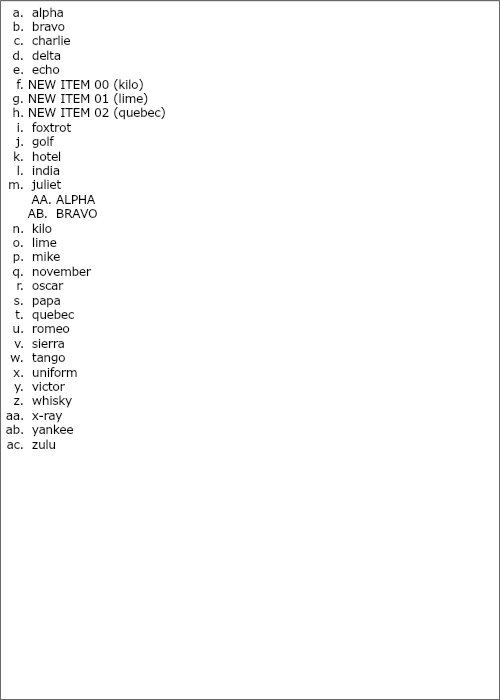 a. alpha
b. bravo
c. charlie
d. delta
e. echo
f. NEW ITEM 00 (kilo)
g. NEW ITEM 01 (lime)
h. NEW ITEM 02 (quebec)
i. foxtrot
j. golf
k. hotel
l. india
m. juliet
AA. ALPHA
AB. BRAVO
n. kilo
o. lime
p. mike
q. november
r. oscar
s. papa
t. quebec
u. romeo
v. sierra
w. tango
x. uniform
y. victor
z. whisky
aa. x-ray
ab. yankee
ac. zulu